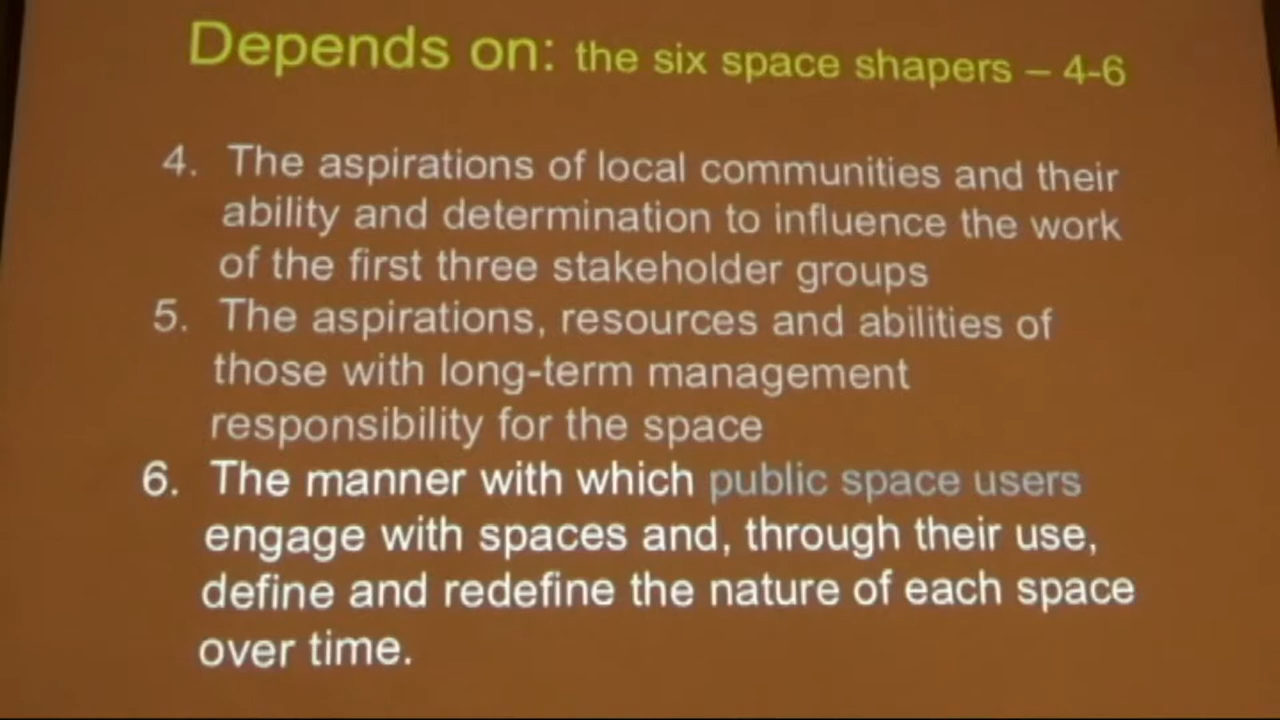 Depends on: the six space shapers – 4-6
4. The aspirations of local communities and their
ability and determination to influence the work
of the first three stakeholder groups
5. The aspirations, resources and abilities of
those with long-term management
responsibility for the space
6. The manner with which public space users
engage with spaces and, through their use,
define and redefine the nature of each space
over time.